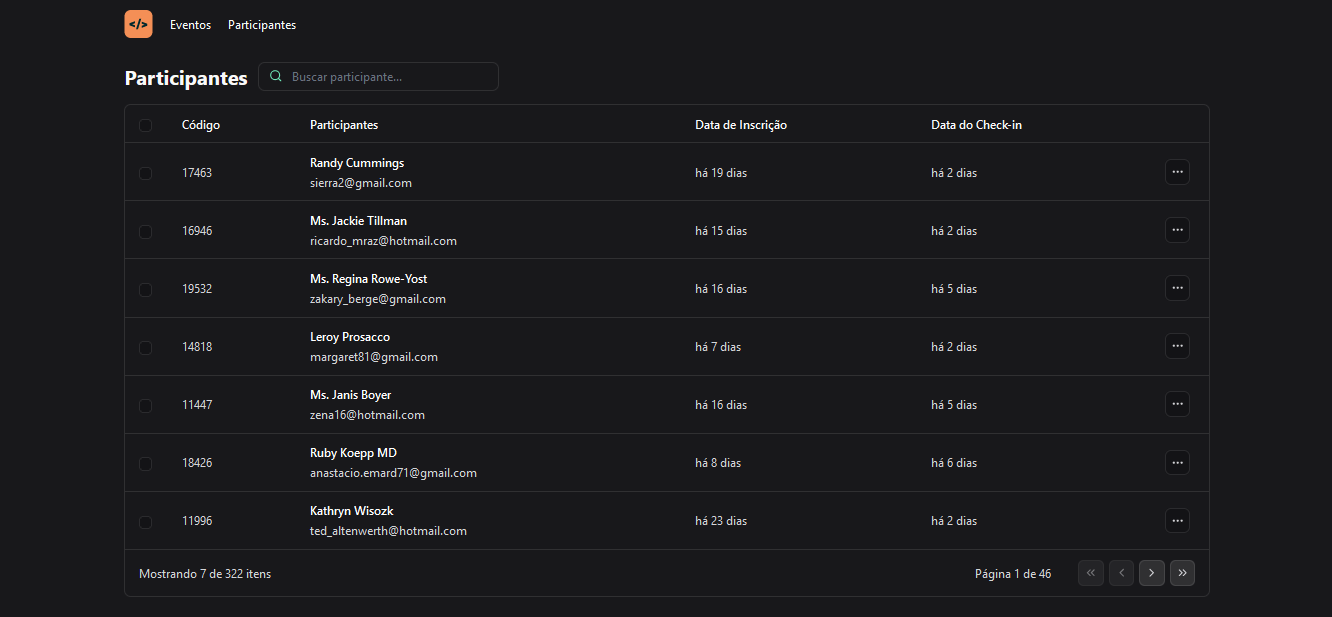 </> Eventos Participantes
Participantes Buscar participante...
Código Participantes Data de Inscrição Data do Check-in
Randy Cummings
17463 há 19 dias há 2 dias ...
sierra2@gmail.com
Ms. Jackie Tillman
16946 há 15 dias há 2 dias ...
ricardo_mraz@hotmail.com
Ms. Regina Rowe-Yost
19532 há 16 dias há 5 dias ...
zakary_berge@gmail.com
Leroy Prosacco
14818 há 7 dias há 2 dias ...
margaret81@gmail.com
Ms. Janis Boyer
11447 há 16 dias há 5 dias ...
zena16@hotmail.com
Ruby Koepp MD
18426 há 8 dias há 6 dias ...
anastacio.emard71@gmail.com
Kathryn Wisozk
11996 há 23 dias há 2 dias ...
ted_altenwerth@hotmail.com
Mostrando 7 de 322 itens Página 1 de 46 « ‹ › »